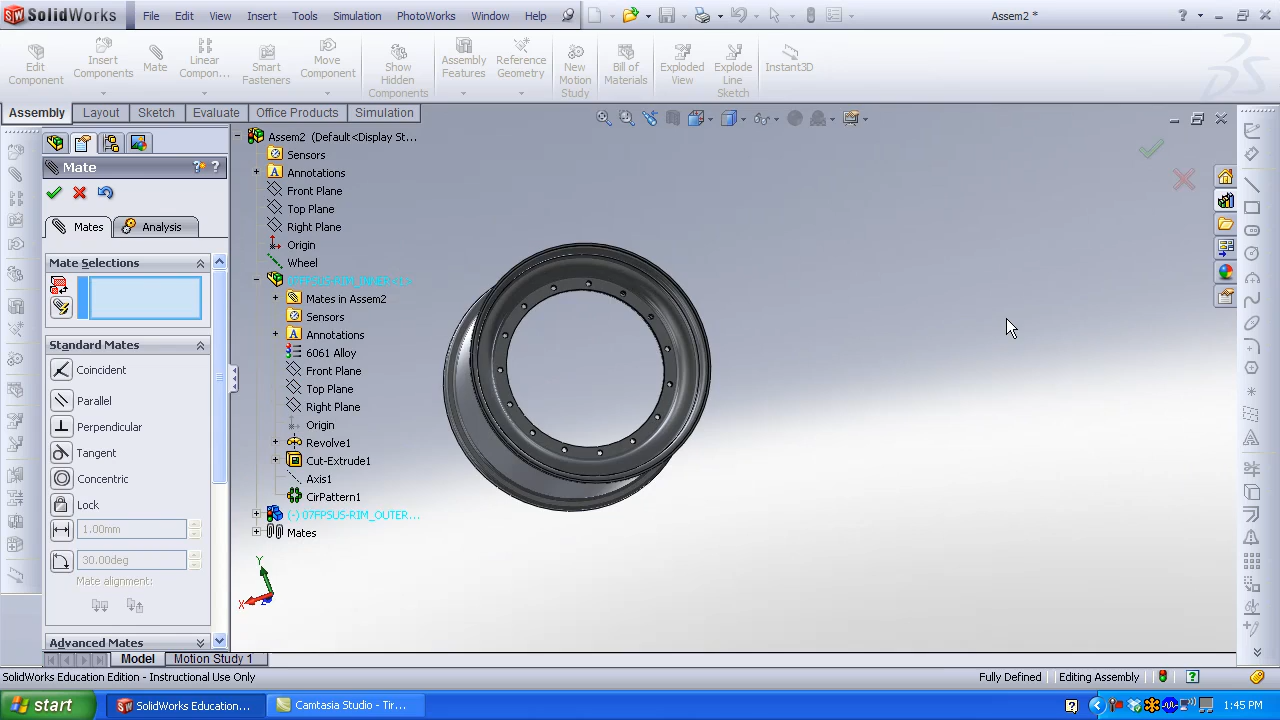 SolidWorks File Edit View Insert Tools Simulation PhotoWorks Window Help Assem2 *
Edit Component
Insert Components
Mate
Linear Compon...
Smart Fasteners
Move Component
Show Hidden Components
Assembly Features
Reference Geometry
New Motion Study
Bill of Materials
Exploded View
Explode Line Sketch
Instant3D
Assembly Layout Sketch Evaluate Office Products Simulation
Mate
Mates Analysis
Mate Selections
Standard Mates
Coincident
Parallel
Perpendicular
Tangent
Concentric
Lock
1.00mm
30.00deg
Mate alignment:
Advanced Mates
Assem2 (Default<Display St...
Sensors
Annotations
Front Plane
Top Plane
Right Plane
Origin
Wheel
07FPSUS-RIM_INNER<1>
Mates in Assem2
Sensors
Annotations
6061 Alloy
Front Plane
Top Plane
Right Plane
Origin
Revolve1
Cut-Extrude1
Axis1
CirPattern1
(-) 07FPSUS-RIM_OUTER...
Mates
Y
X
Z
Model Motion Study 1
SolidWorks Education Edition - Instructional Use Only Fully Defined Editing Assembly
start SolidWorks Education... Camtasia Studio - Tir... 1:45 PM